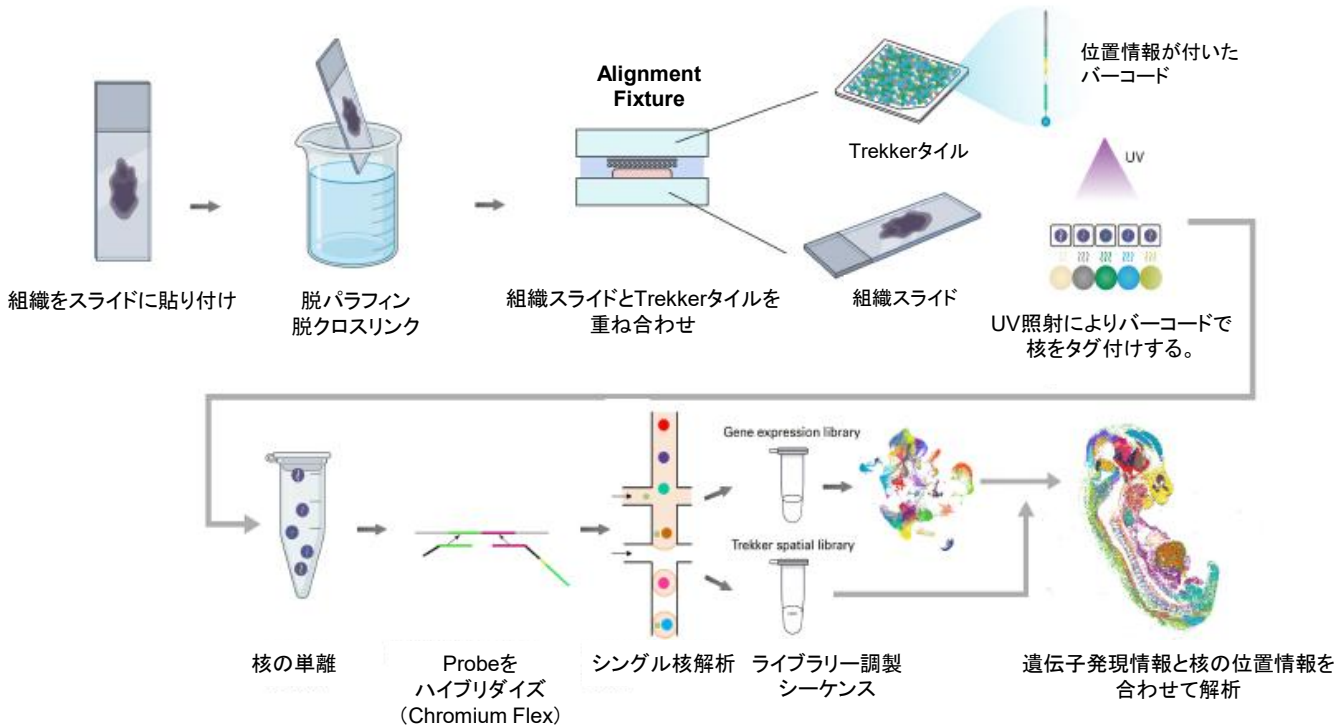 Alignment
Fixture
位置情報が付いた
バーコード
Trekkerタイル
UV
組織をスライドに貼り付け
脱パラフィン
脱クロスリンク
組織スライドとTrekkerタイルを
重ね合わせ
組織スライド
UV照射によりバーコードで
核をタグ付けする。
Gene expression library
Trekker spatial library
核の単離
Probeを
ハイブリダイズ
（Chromium Flex）
シングル核解析
ライブラリー調製
シーケンス
遺伝子発現情報と核の位置情報を
合わせて解析